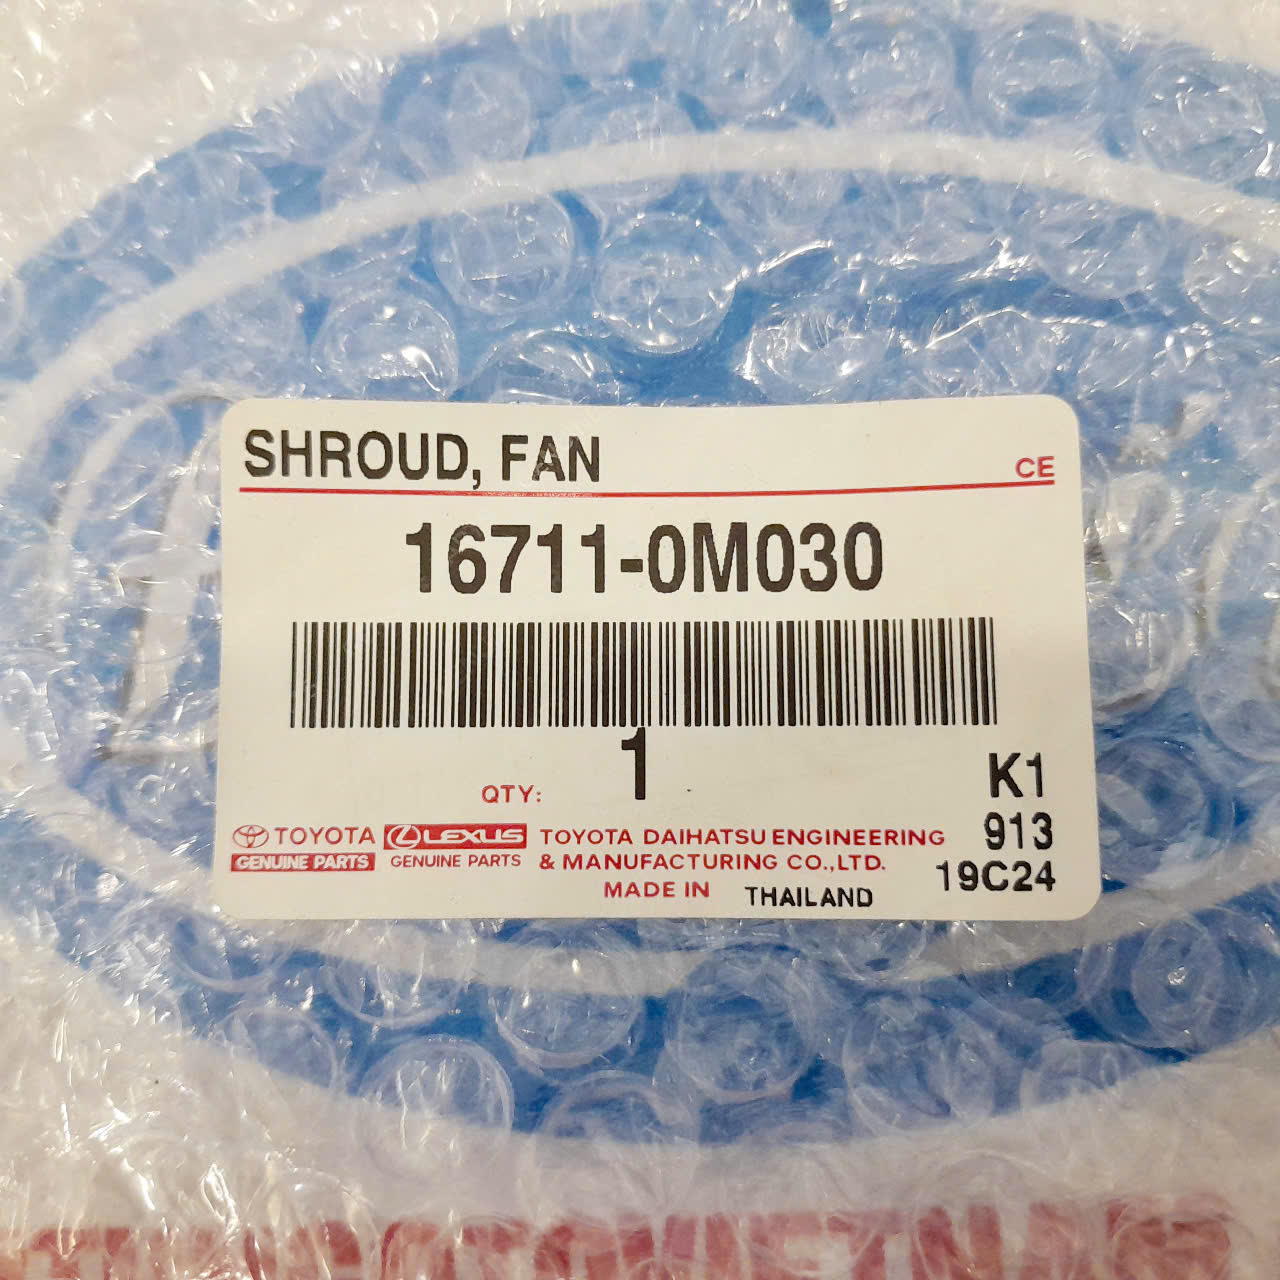 SHROUD, FAN
CE
16711-0M030
1
QTY:
K1
913
19C24
TOYOTA
GENUINE PARTS
LEXUS
GENUINE PARTS
TOYOTA DAIHATSU ENGINEERING
& MANUFACTURING CO.,LTD.
MADE IN THAILAND